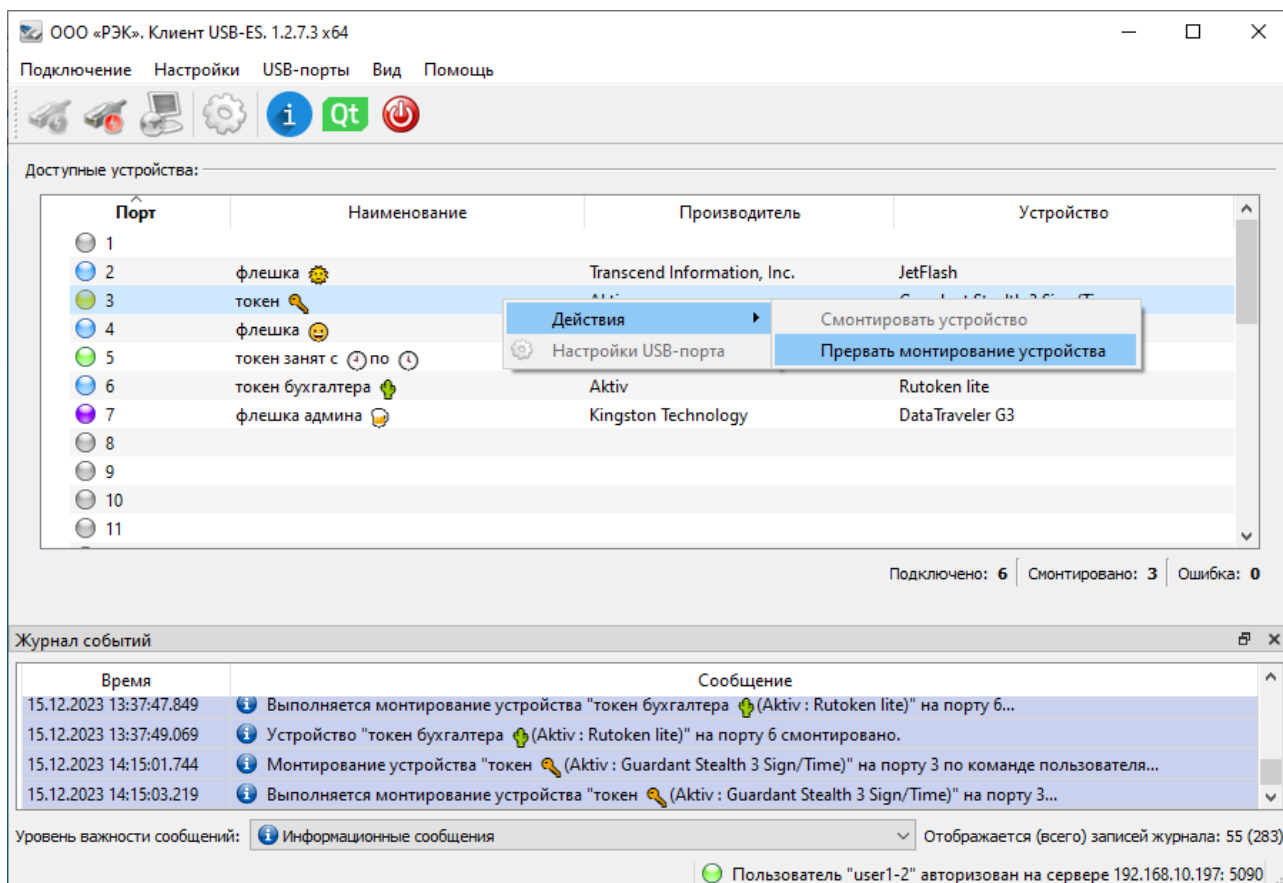 ООО «РЭК». Клиент USB-ES. 1.2.7.3 x64
Подключение Настройки USB-порты Вид Помощь
i Qt
Доступные устройства:
Порт Наименование Производитель Устройство
1
2 флешка 🌞 Transcend Information, Inc. JetFlash
3 токен 🔑
4 флешка 😀
5 токен занят с 🕘 по 🕔
6 токен бухгалтера 🌵 Aktiv Rutoken lite
7 флешка админа 🍺 Kingston Technology DataTraveler G3
8
9
10
11
Действия
Настройки USB-порта
Смонтировать устройство
Прервать монтирование устройства
Подключено: 6 Смонтировано: 3 Ошибка: 0
Журнал событий
Время Сообщение
15.12.2023 13:37:47.849 Выполняется монтирование устройства "токен бухгалтера 🌵 (Aktiv : Rutoken lite)" на порту 6...
15.12.2023 13:37:49.069 Устройство "токен бухгалтера 🌵 (Aktiv : Rutoken lite)" на порту 6 смонтировано.
15.12.2023 14:15:01.744 Монтирование устройства "токен 🔑 (Aktiv : Guardant Stealth 3 Sign/Time)" на порту 3 по команде пользователя...
15.12.2023 14:15:03.219 Выполняется монтирование устройства "токен 🔑 (Aktiv : Guardant Stealth 3 Sign/Time)" на порту 3...
Уровень важности сообщений: Информационные сообщения Отображается (всего) записей журнала: 55 (283)
Пользователь "user1-2" авторизован на сервере 192.168.10.197: 5090